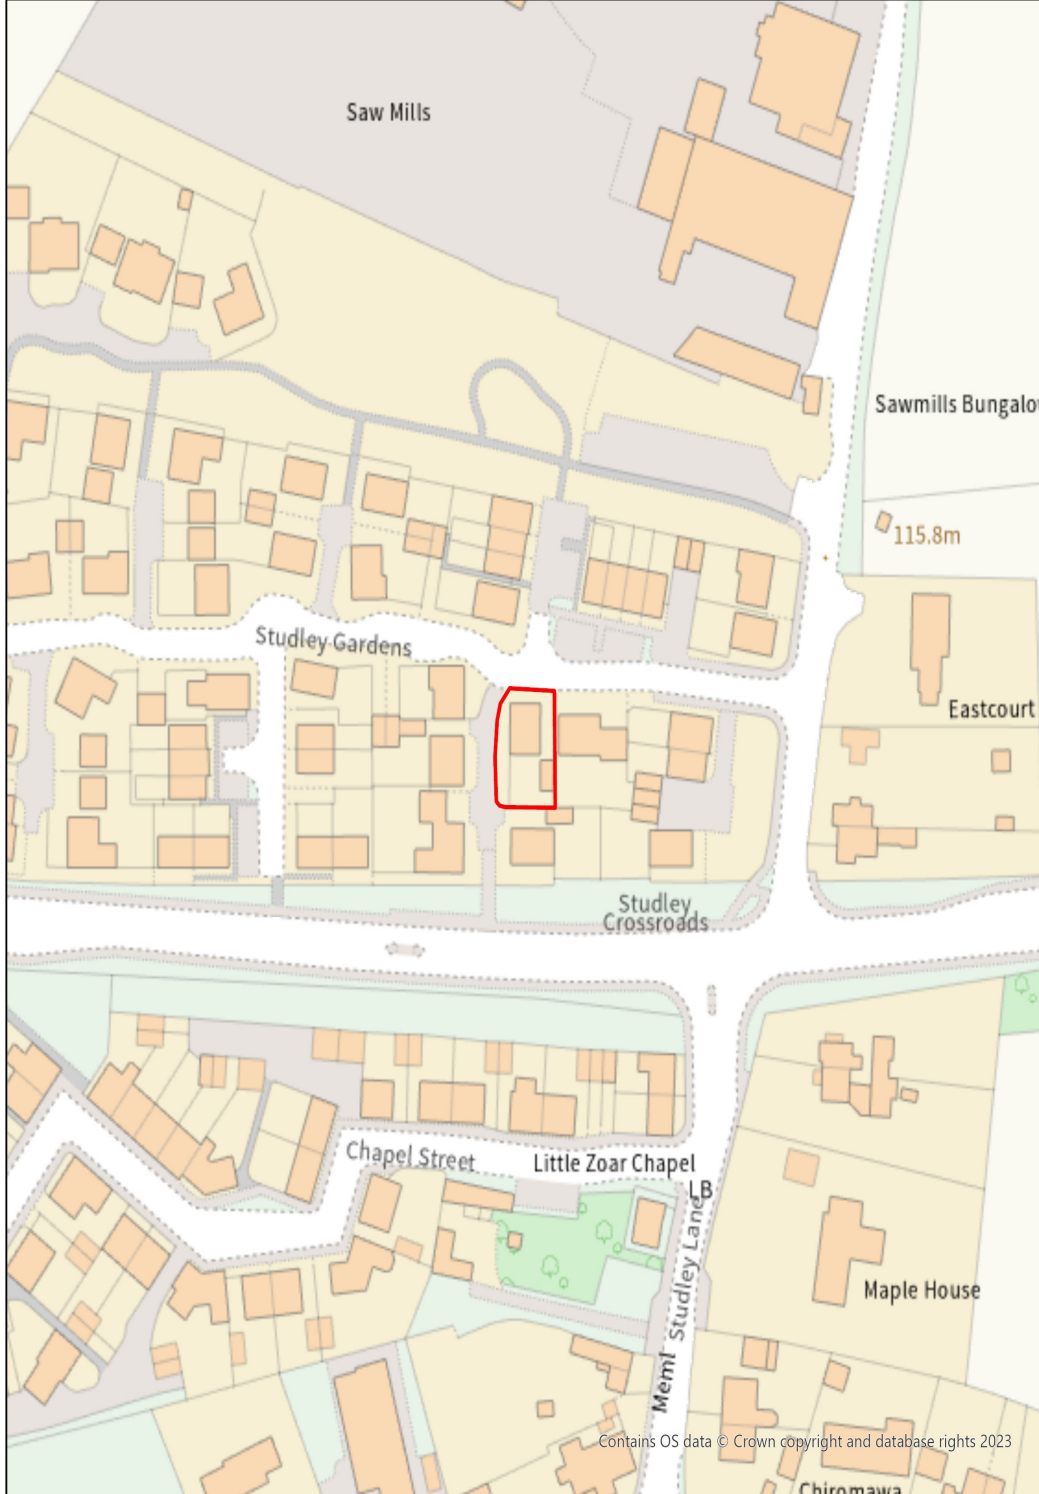 Saw Mills
Sawmills Bungalo
115.8m
Studley Gardens
Eastcourt
Studley
Crossroads
Chapel Street
Little Zoar Chapel
LB
Studley Lane
Maple House
Meml
Contains OS data © Crown copyright and database rights 2023
Chiromawa